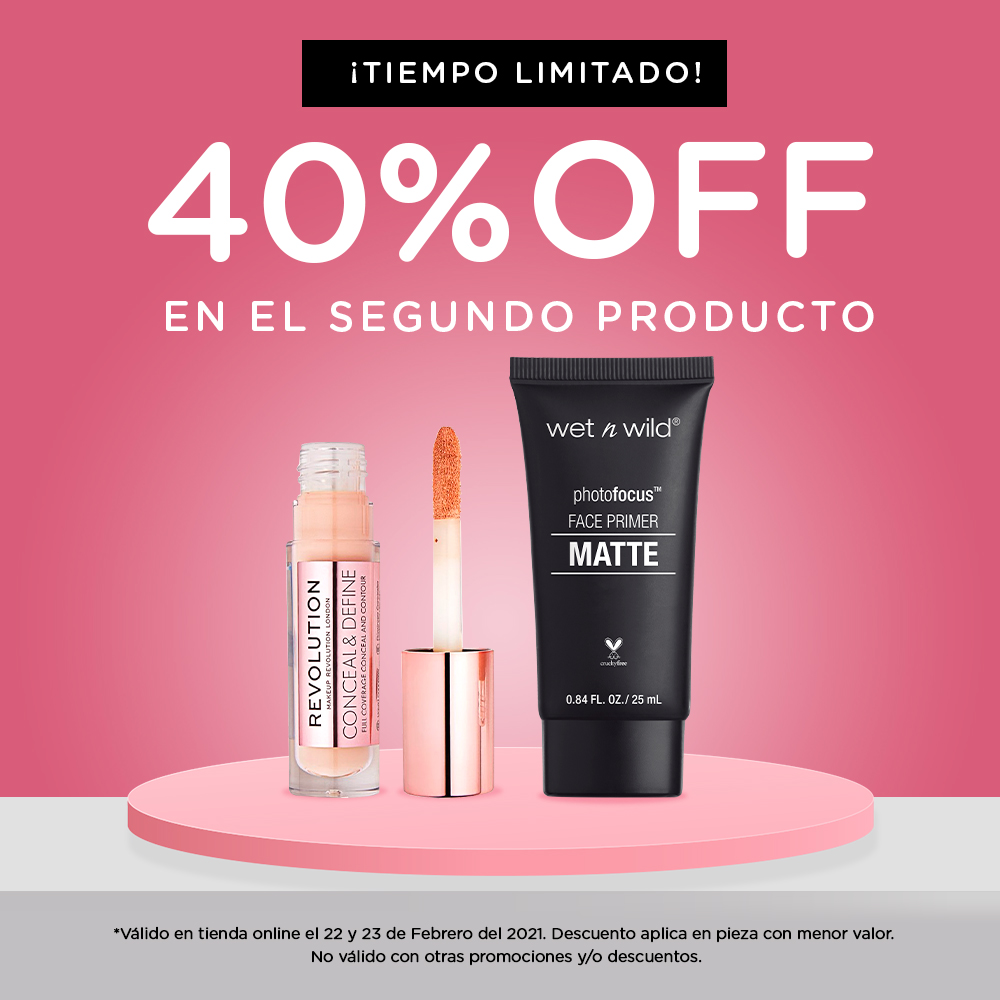 ¡TIEMPO LIMITADO!
40% OFF
EN EL SEGUNDO PRODUCTO
REVOLUTION
MAKEUP REVOLUTION LONDON
CONCEAL & DEFINE
FULL COVERAGE CONCEAL AND CONTOUR
wet n wild®
photofocus™
FACE PRIMER
MATTE
crueltyfree
0.84 FL. OZ./ 25 mL
*Válido en tienda online el 22 y 23 de Febrero del 2021. Descuento aplica en pieza con menor valor.
No válido con otras promociones y/o descuentos.